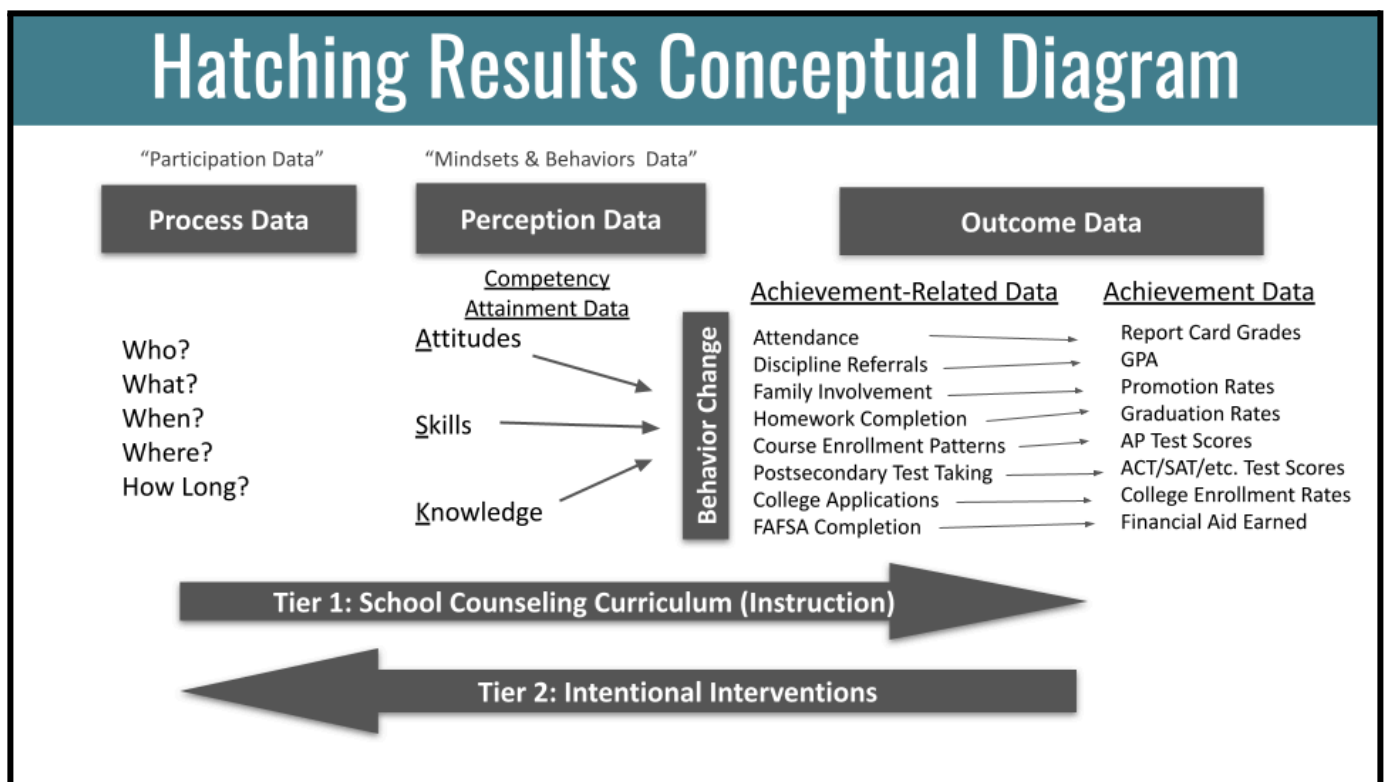 Hatching Results Conceptual Diagram
“Participation Data”
Process Data
Who?
What?
When?
Where?
How Long?
“Mindsets & Behaviors Data”
Perception Data
Competency
Attainment Data
Attitudes
Skills
Knowledge
Behavior Change
Outcome Data
Achievement-Related Data
Attendance
Discipline Referrals
Family Involvement
Homework Completion
Course Enrollment Patterns
Postsecondary Test Taking
College Applications
FAFSA Completion
Achievement Data
Report Card Grades
GPA
Promotion Rates
Graduation Rates
AP Test Scores
ACT/SAT/etc. Test Scores
College Enrollment Rates
Financial Aid Earned
Tier 1: School Counseling Curriculum (Instruction)
Tier 2: Intentional Interventions